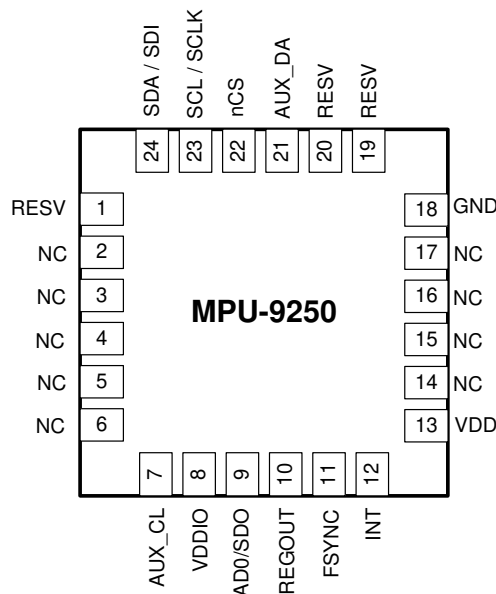 SDA / SDI
SCL / SCLK
nCS
AUX_DA
RESV
RESV
24
23
22
21
20
19
RESV
1
18
GND
NC
2
17
NC
NC
3
16
NC
MPU-9250
NC
4
15
NC
NC
5
14
NC
NC
6
13
VDD
7
8
9
10
11
12
AUX_CL
VDDIO
AD0/SDO
REGOUT
FSYNC
INT